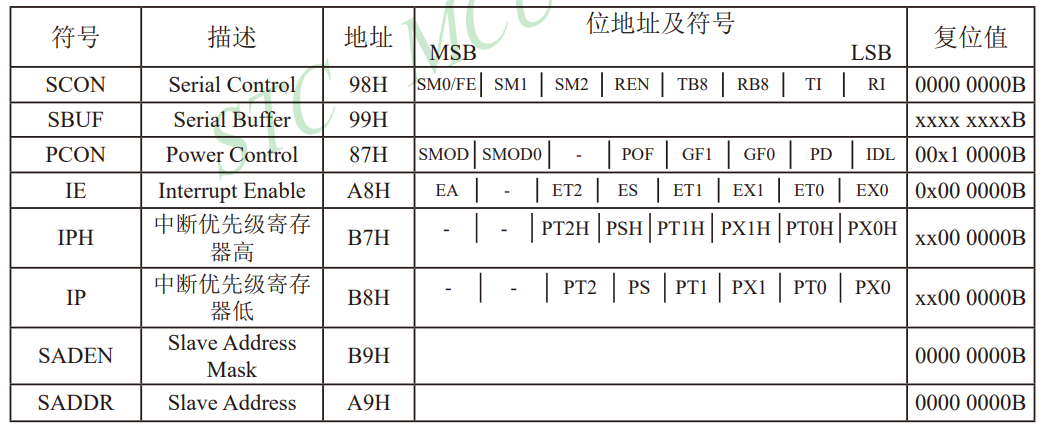 符号 描述 地址 位地址及符号 复位值
MSB LSB
SCON Serial Control 98H SM0/FE SM1 SM2 REN TB8 RB8 TI RI 0000 0000B
SBUF Serial Buffer 99H xxxx xxxxB
PCON Power Control 87H SMOD SMOD0 - POF GF1 GF0 PD IDL 00x1 0000B
IE Interrupt Enable A8H EA - ET2 ES ET1 EX1 ET0 EX0 0x00 0000B
IPH 中断优先级寄存 B7H - - PT2H PSH PT1H PX1H PT0H PX0H xx00 0000B
器高
IP 中断优先级寄存 B8H - - PT2 PS PT1 PX1 PT0 PX0 xx00 0000B
器低
SADEN Slave Address B9H 0000 0000B
Mask
SADDR Slave Address A9H 0000 0000B
STC MCU